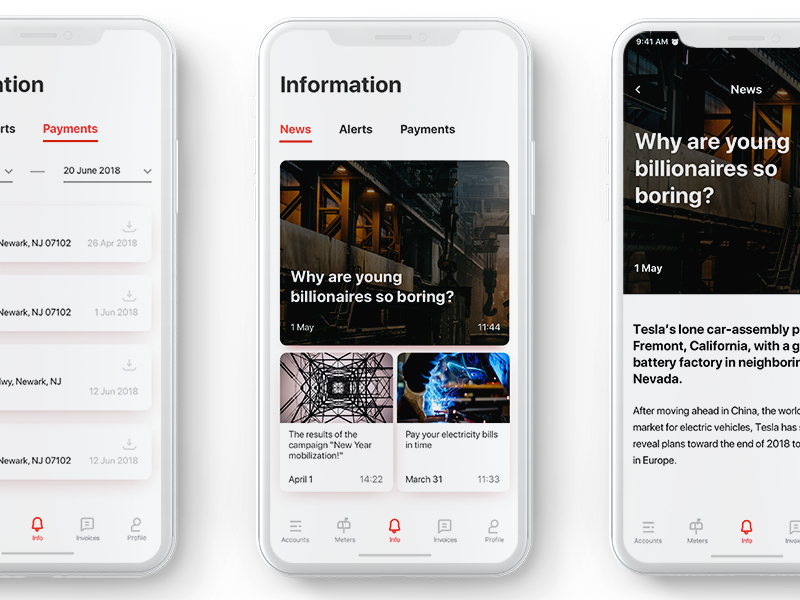 ation
rts Payments
20 June 2018
Newark, NJ 07102 26 Apr 2018
Newark, NJ 07102 1 Jun 2018
wy, Newark, NJ
12 Jun 2018
Newark, NJ 07102 12 Jun 2018
Info Invoices Profile
Information
News Alerts Payments
Why are young
billionaires so boring?
1 May 11:44
The results of the
campaign "New Year
mobilization!"
April 1 14:22
Pay your electricity bills
in time
March 31 11:33
Accounts Meters Info Invoices Profile
9:41 AM
News
Why are young
billionaires so
boring?
1 May
Tesla's lone car-assembly p
Fremont, California, with a g
battery factory in neighborin
Nevada.
After moving ahead in China, the world
market for electric vehicles, Tesla has s
reveal plans toward the end of 2018 to
in Europe.
Accounts Meters Info Invoi